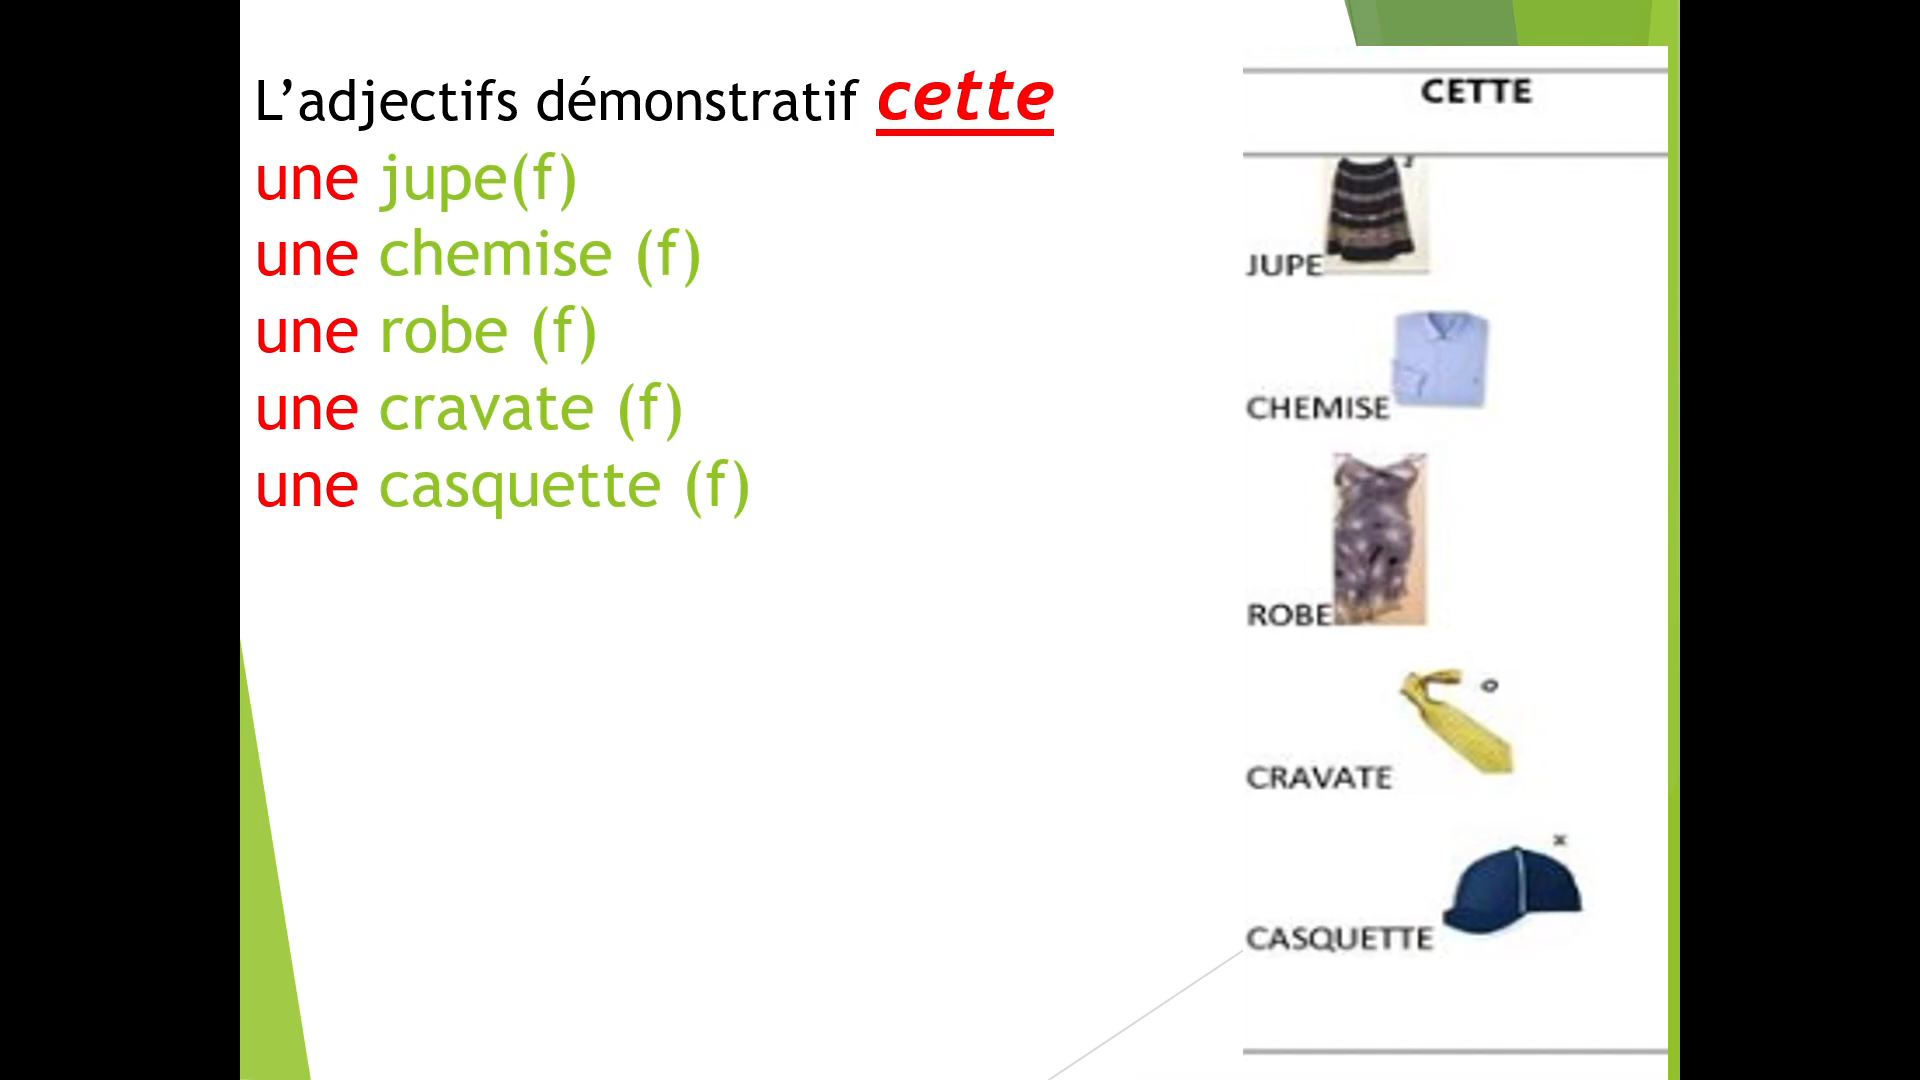 L’adjectifs démonstratif cette
une jupe(f)
une chemise (f)
une robe (f)
une cravate (f)
une casquette (f)
CETTE
JUPE
CHEMISE
ROBE
CRAVATE
CASQUETTE